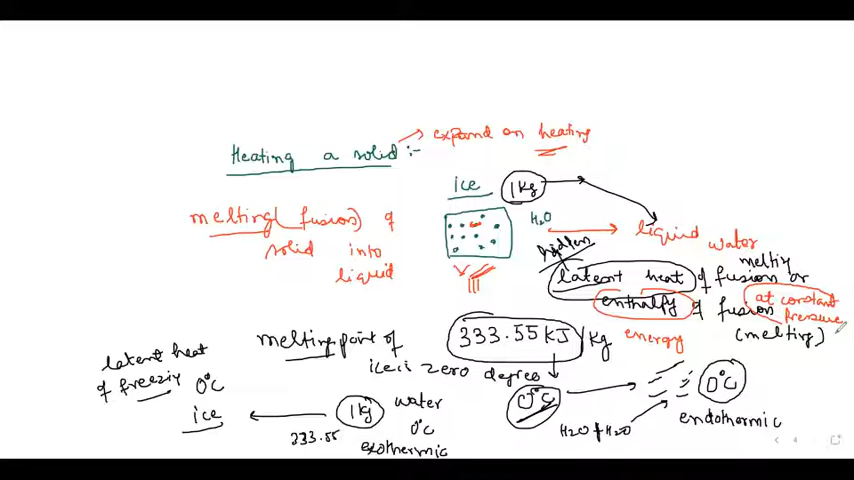 expand on heating
Heating a solid :-
ice 1Kg
H₂O
melting (fusion) of
solid into
liquid
liquid water
hidden
latent heat of fusion or melting
enthalpy of fusion
(melting)
at constant
pressure
energy
333.55 KJ/Kg
melting point of
ice is zero degree
0°C
0°C
H₂O + H₂O
endothermic
latent heat
of freeziy 0°C
ice
1Kg water
0°C
333.55
exothermic